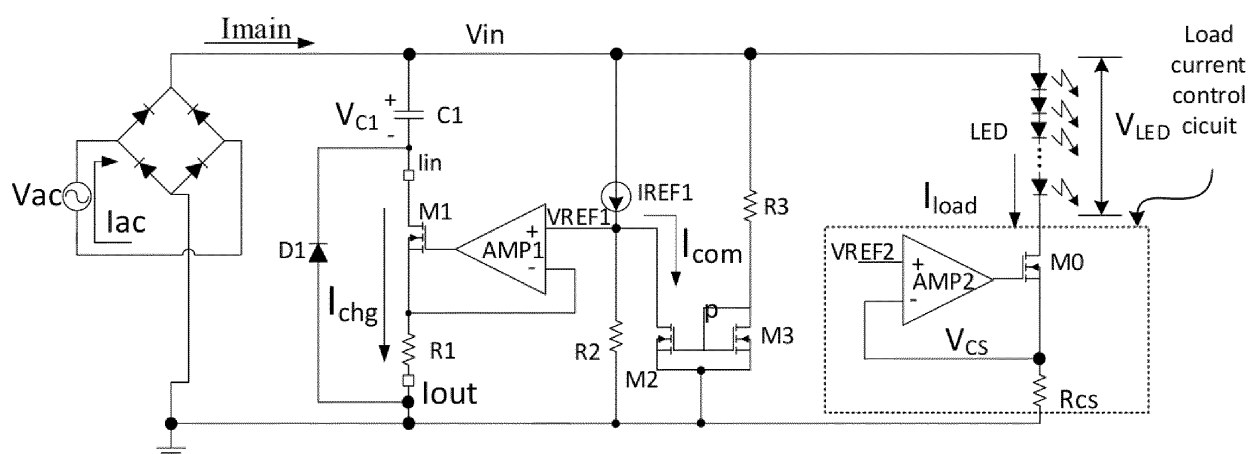 Imain
Vin
Load
current
control
cicuit
+
VC1
-
C1
LED
VLED
Iin
IREF1
R3
Iload
Vac
Iac
M1
VREF1
+
AMP1
-
Icom
D1
Ichg
VREF2
+
AMP2
-
M0
p
M3
R1
R2
M2
VCS
Rcs
Iout